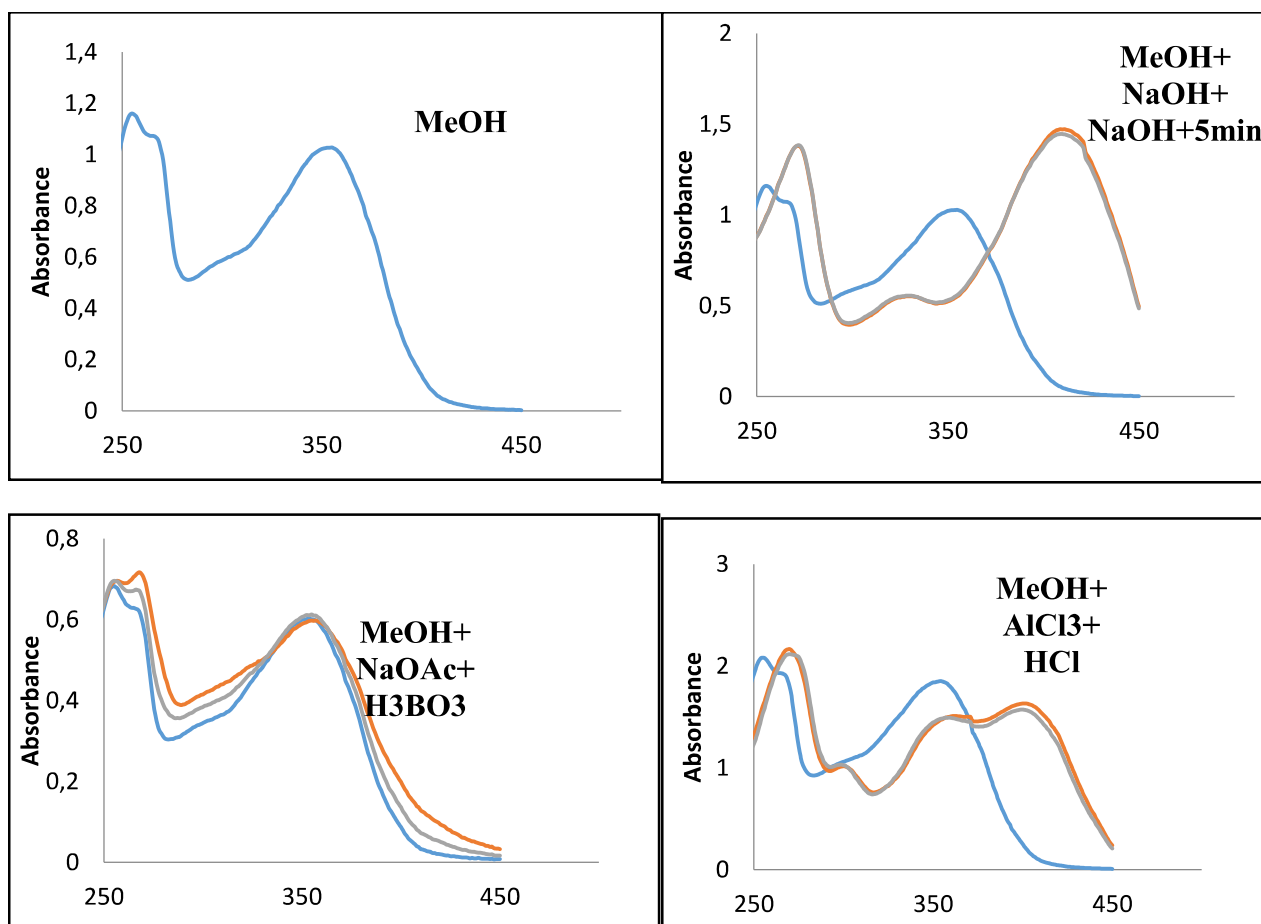 1,4
1,2
1
0,8
0,6
0,4
0,2
0
Absorbance
MeOH
250
350
450
2
1,5
1
0,5
0
Absorbance
MeOH+
NaOH+
NaOH+5min
250
350
450
0,8
0,6
0,4
0,2
0
Absorbance
MeOH+
NaOAc+
H3BO3
250
350
450
3
2
1
0
Absorbance
MeOH+
AlCl3+
HCl
250
350
450